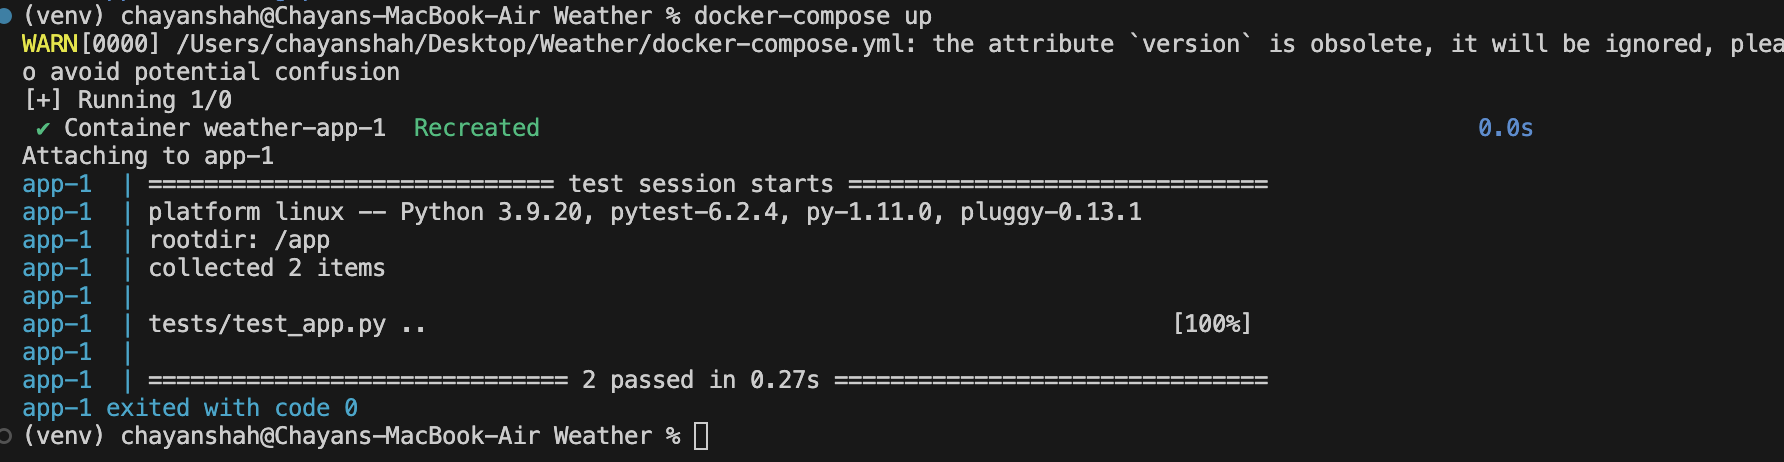 (venv) chayanshah@Chayans-MacBook-Air Weather % docker-compose up
WARN[0000] /Users/chayanshah/Desktop/Weather/docker-compose.yml: the attribute `version` is obsolete, it will be ignored, plea
o avoid potential confusion
[+] Running 1/0
✔ Container weather-app-1  Recreated 0.0s
Attaching to app-1
app-1  | ============================= test session starts ==============================
app-1  | platform linux -- Python 3.9.20, pytest-6.2.4, py-1.11.0, pluggy-0.13.1
app-1  | rootdir: /app
app-1  | collected 2 items
app-1  |
app-1  | tests/test_app.py .. [100%]
app-1  |
app-1  | ============================== 2 passed in 0.27s ===============================
app-1 exited with code 0
(venv) chayanshah@Chayans-MacBook-Air Weather %